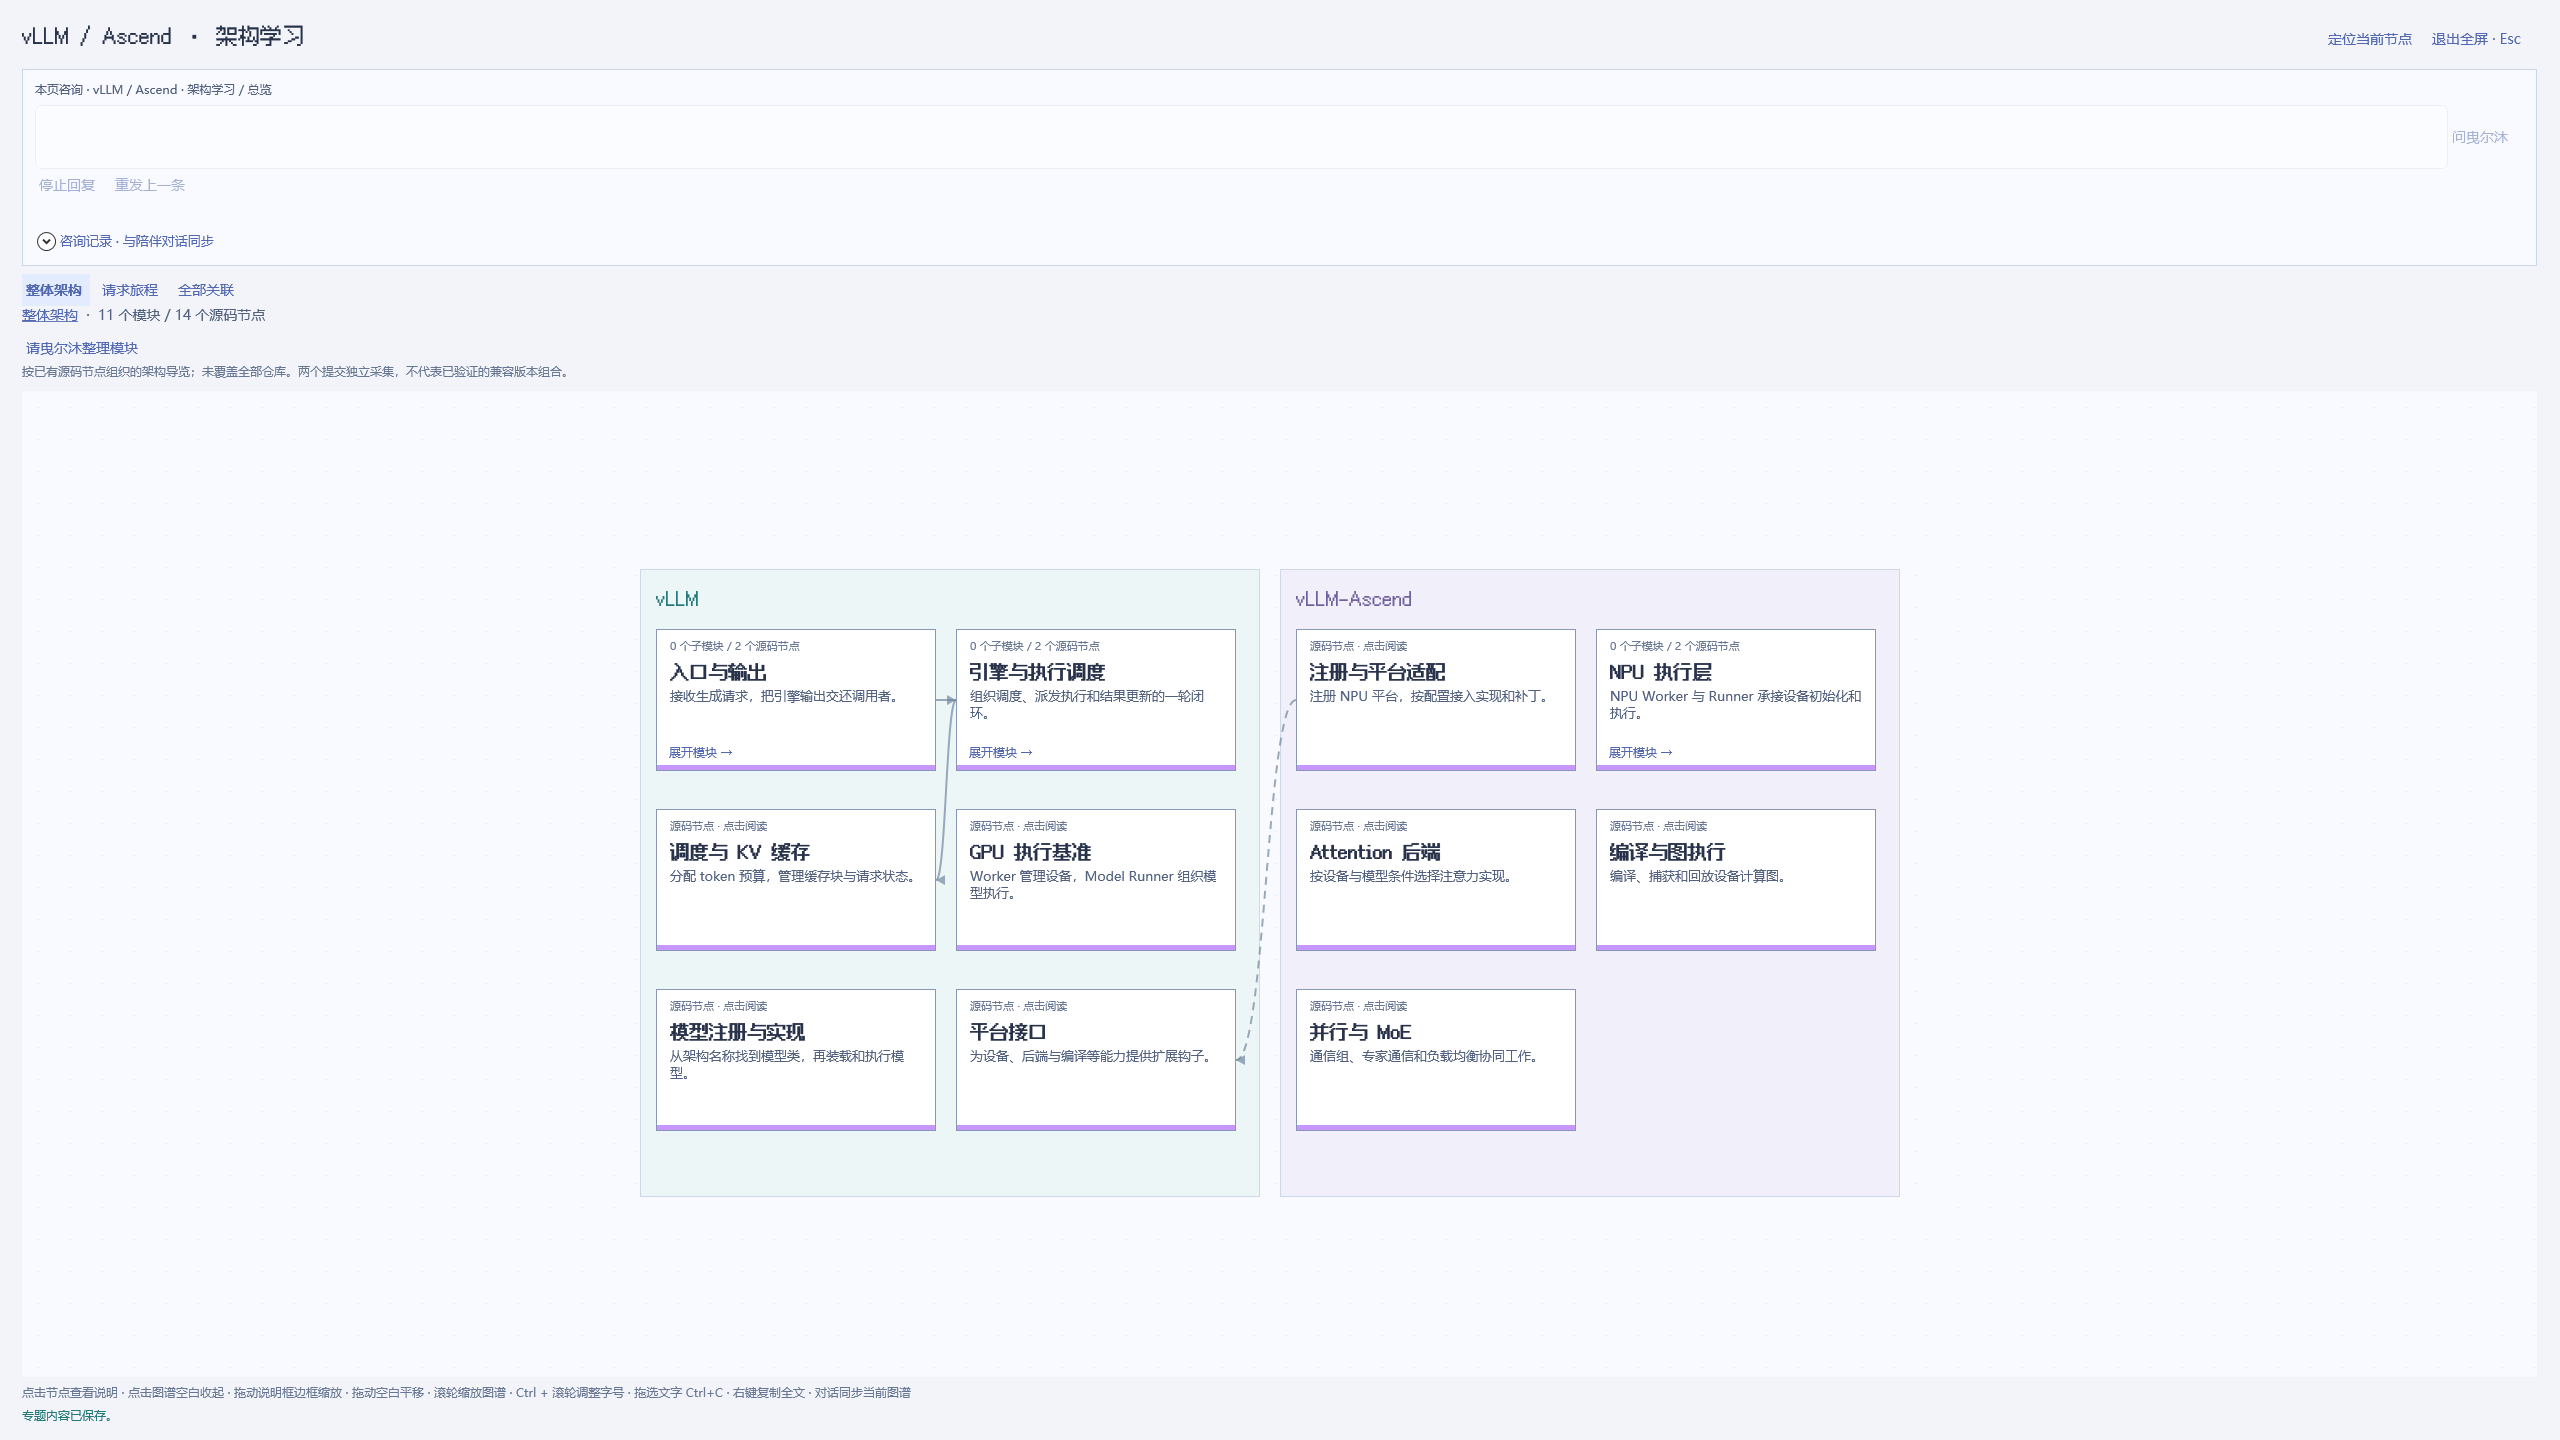 vLLM / Ascend · 架构学习
定位当前节点 退出全屏 · Esc
本页咨询 · vLLM / Ascend · 架构学习 / 总览
问曳尔沐
停止回复 重发上一条
咨询记录 · 与陪伴对话同步
整体架构 请求旅程 全部关联
整体架构 · 11 个模块 / 14 个源码节点
请曳尔沐整理模块
按已有源码节点组织的架构导览；未覆盖全部仓库。两个提交独立采集，不代表已验证的兼容版本组合。
vLLM
0 个子模块 / 2 个源码节点
入口与输出
接收生成请求，把引擎输出交还调用者。
展开模块 →
0 个子模块 / 2 个源码节点
引擎与执行调度
组织调度、派发执行和结果更新的一轮闭
环。
展开模块 →
源码节点 · 点击阅读
调度与 KV 缓存
分配 token 预算，管理缓存块与请求状态。
源码节点 · 点击阅读
GPU 执行基准
Worker 管理设备，Model Runner 组织模
型执行。
源码节点 · 点击阅读
模型注册与实现
从架构名称找到模型类，再装载和执行模
型。
源码节点 · 点击阅读
平台接口
为设备、后端与编译等能力提供扩展钩子。
vLLM-Ascend
源码节点 · 点击阅读
注册与平台适配
注册 NPU 平台，按配置接入实现和补丁。
0 个子模块 / 2 个源码节点
NPU 执行层
NPU Worker 与 Runner 承接设备初始化和
执行。
展开模块 →
源码节点 · 点击阅读
Attention 后端
按设备与模型条件选择注意力实现。
源码节点 · 点击阅读
编译与图执行
编译、捕获和回放设备计算图。
源码节点 · 点击阅读
并行与 MoE
通信组、专家通信和负载均衡协同工作。
点击节点查看说明 · 点击图谱空白收起 · 拖动说明框边框缩放 · 拖动空白平移 · 滚轮缩放图谱 · Ctrl + 滚轮调整字号 · 拖选文字 Ctrl+C · 右键复制全文 · 对话同步当前图谱
专题内容已保存。